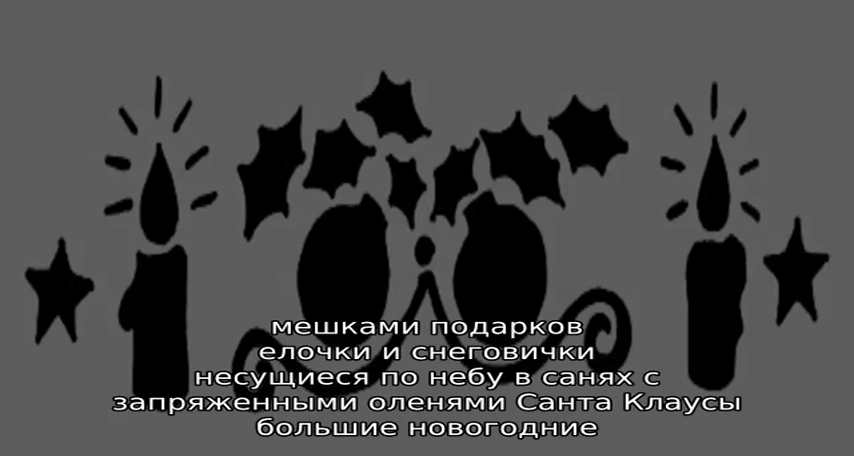 мешками подарков
елочки и снеговички
несущиеся по небу в санях с
запряженными оленями Санта Клаусы
большие новогодние